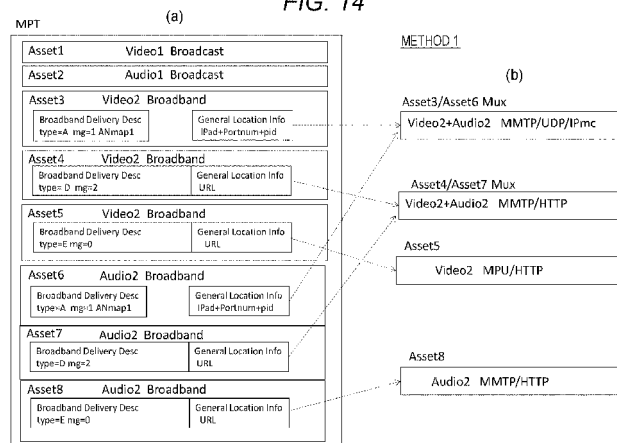 FIG. 14
(a)
MPT
Asset1 Video1 Broadcast
Asset2 Audio1 Broadcast
Asset3 Video2 Broadband
Broadband Delivery Desc
type=A mg=1 ANmap1
General Location Info
IPad+Portnum+pid
Asset4 Video2 Broadband
Broadband Delivery Desc
type= D mg=2
General Location Info
URL
Asset5 Video2 Broadband
Broadband Delivery Desc
type=E mg=0
General Location Info
URL
Asset6 Audio2 Broadband
Broadband Delivery Desc
type=A mg=1 ANmap1
General Location Info
IPad+Portnum+pid
Asset7 Audio2 Broadband
Broadband Delivery Desc
type=D mg=2
General Location Info
URL
Asset8 Audio2 Broadband
Broadband Delivery Desc
type=E mg=0
General Location Info
URL
METHOD 1
(b)
Asset3/Asset6 Mux
Video2+Audio2 MMTP/UDP/IPmc
Asset4/Asset7 Mux
Video2+Audio2 MMTP/HTTP
Asset5
Video2 MPU/HTTP
Asset8
Audio2 MMTP/HTTP